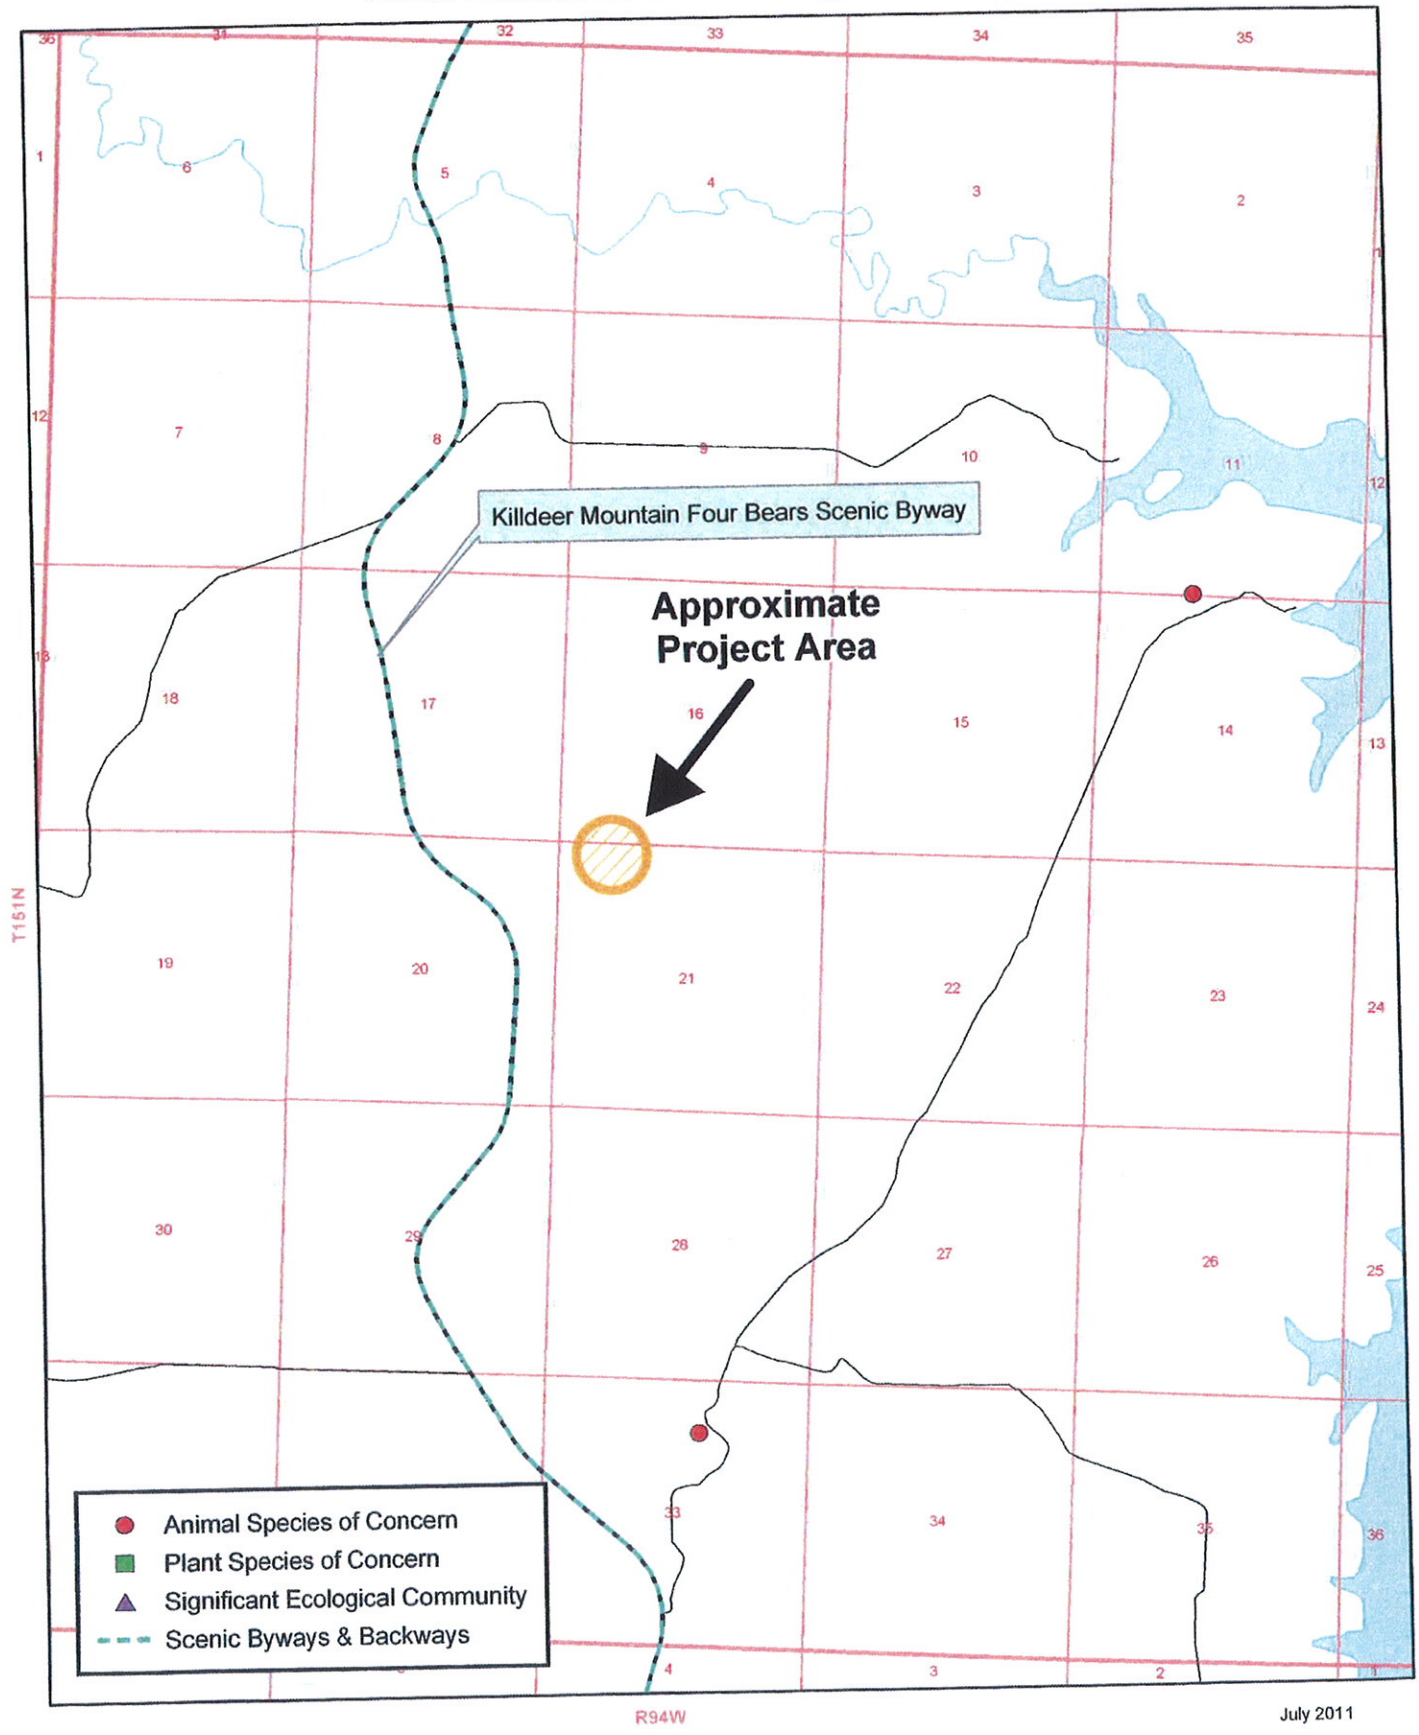 36 31 32 33 34 35
1 6 5 4 3 2
1
12 7 8 9 10 11 12
Killdeer Mountain Four Bears Scenic Byway
Approximate
Project Area
13 18 17 16 15 14 13
T151N
19 20 21 22 23 24
30 29 28 27 26 25
33 34 35 36
Animal Species of Concern
Plant Species of Concern
Significant Ecological Community
Scenic Byways & Backways
4 3 2 1
R94W
July 2011